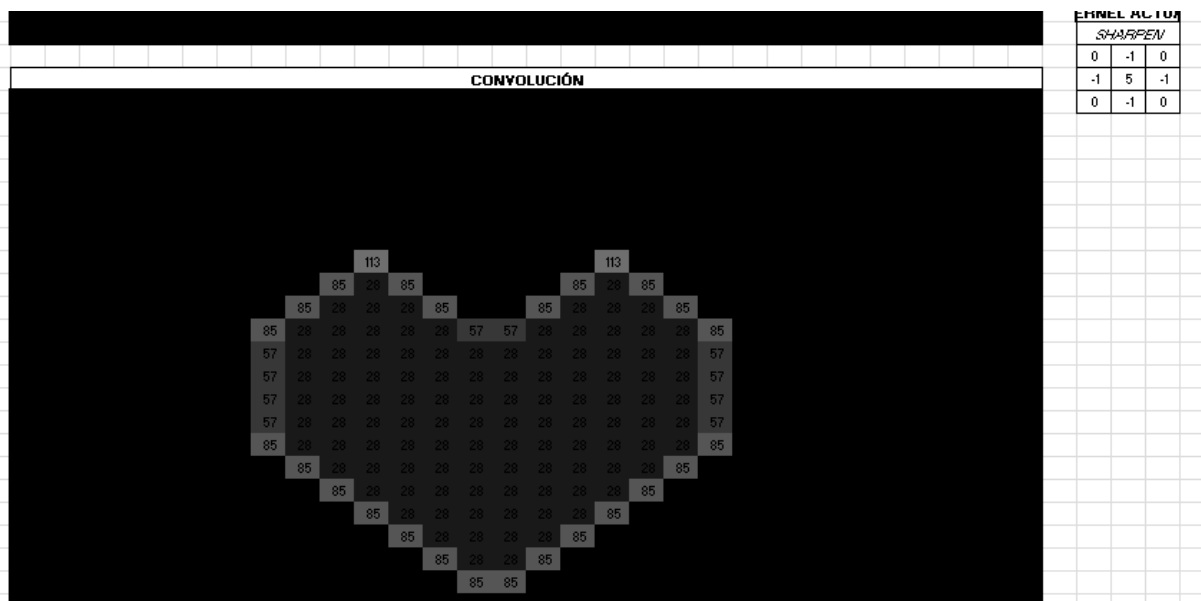 SHARPEN
0 -1 0
CONVOLUCIÓN
-1 5 -1
0 -1 0
113 113
85 28 85 85 28 85
85 28 28 28 85 85 28 28 28 85
85 28 28 28 28 28 57 57 28 28 28 28 28 85
57 28 28 28 28 28 28 28 28 28 28 28 28 57
57 28 28 28 28 28 28 28 28 28 28 28 28 57
57 28 28 28 28 28 28 28 28 28 28 28 28 57
57 28 28 28 28 28 28 28 28 28 28 28 28 57
85 28 28 28 28 28 28 28 28 28 28 28 28 85
85 28 28 28 28 28 28 28 28 28 28 85
85 28 28 28 28 28 28 28 28 85
85 28 28 28 28 28 28 85
85 28 28 28 28 85
85 28 28 85
85 85